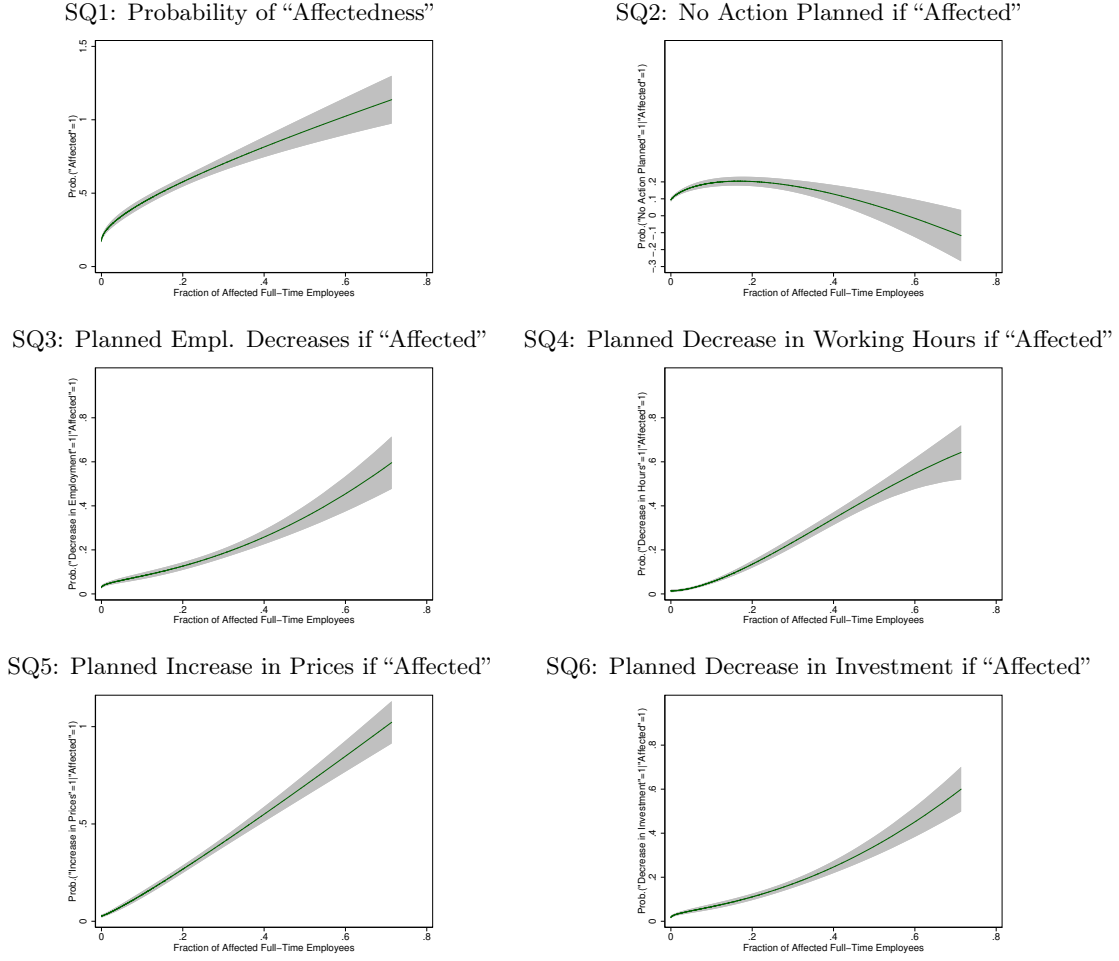 SQ1: Probability of “Affectedness”
Prob.("Affected"=1)
0 .5 1 1.5
0 .2 .4 .6 .8
Fraction of Affected Full−Time Employees
SQ2: No Action Planned if “Affected”
Prob.("No Action Planned"=1|"Affected"=1)
−.3 −.2 −.1 0 .1 .2
0 .2 .4 .6 .8
Fraction of Affected Full−Time Employees
SQ3: Planned Empl. Decreases if “Affected”
Prob.("Decrease in Employment"=1|"Affected"=1)
0 .2 .4 .6 .8
0 .2 .4 .6 .8
Fraction of Affected Full−Time Employees
SQ4: Planned Decrease in Working Hours if “Affected”
Prob.("Decrease in Hours"=1|"Affected"=1)
0 .2 .4 .6 .8
0 .2 .4 .6 .8
Fraction of Affected Full−Time Employees
SQ5: Planned Increase in Prices if “Affected”
Prob.("Increase in Prices"=1|"Affected"=1)
0 .5 1
0 .2 .4 .6 .8
Fraction of Affected Full−Time Employees
SQ6: Planned Decrease in Investment if “Affected”
Prob.("Decrease in Investment"=1|"Affected"=1)
0 .2 .4 .6 .8
0 .2 .4 .6 .8
Fraction of Affected Full−Time Employees